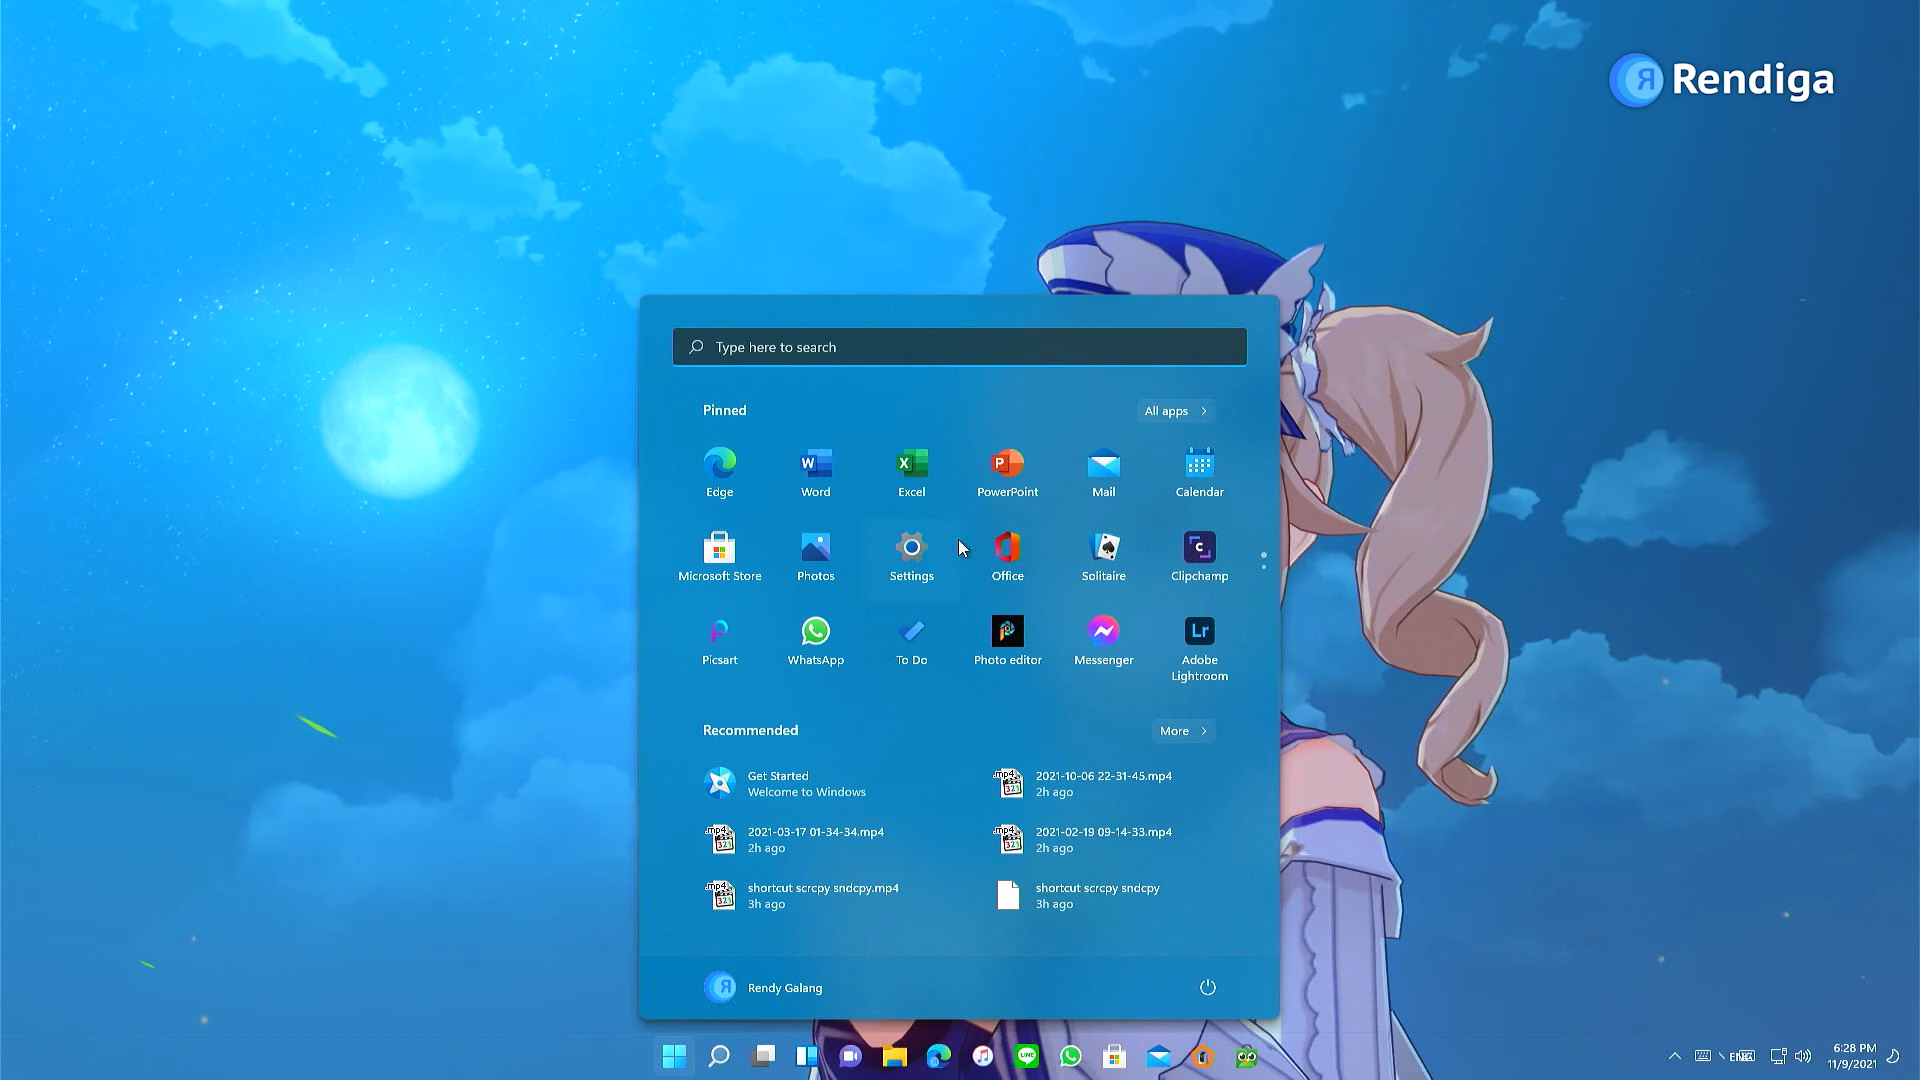 Rendiga
Type here to search
Pinned
All apps
Edge
Word
Excel
PowerPoint
Mail
Calendar
Microsoft Store
Photos
Settings
Office
Solitaire
Clipchamp
Picsart
WhatsApp
To Do
Photo editor
Messenger
Adobe
Lightroom
Recommended
More
Get Started
Welcome to Windows
2021-10-06 22-31-45.mp4
2h ago
2021-03-17 01-34-34.mp4
2h ago
2021-02-19 09-14-33.mp4
2h ago
shortcut scrcpy sndcpy.mp4
3h ago
shortcut scrcpy sndcpy
3h ago
Rendy Galang
6:28 PM
11/9/2021